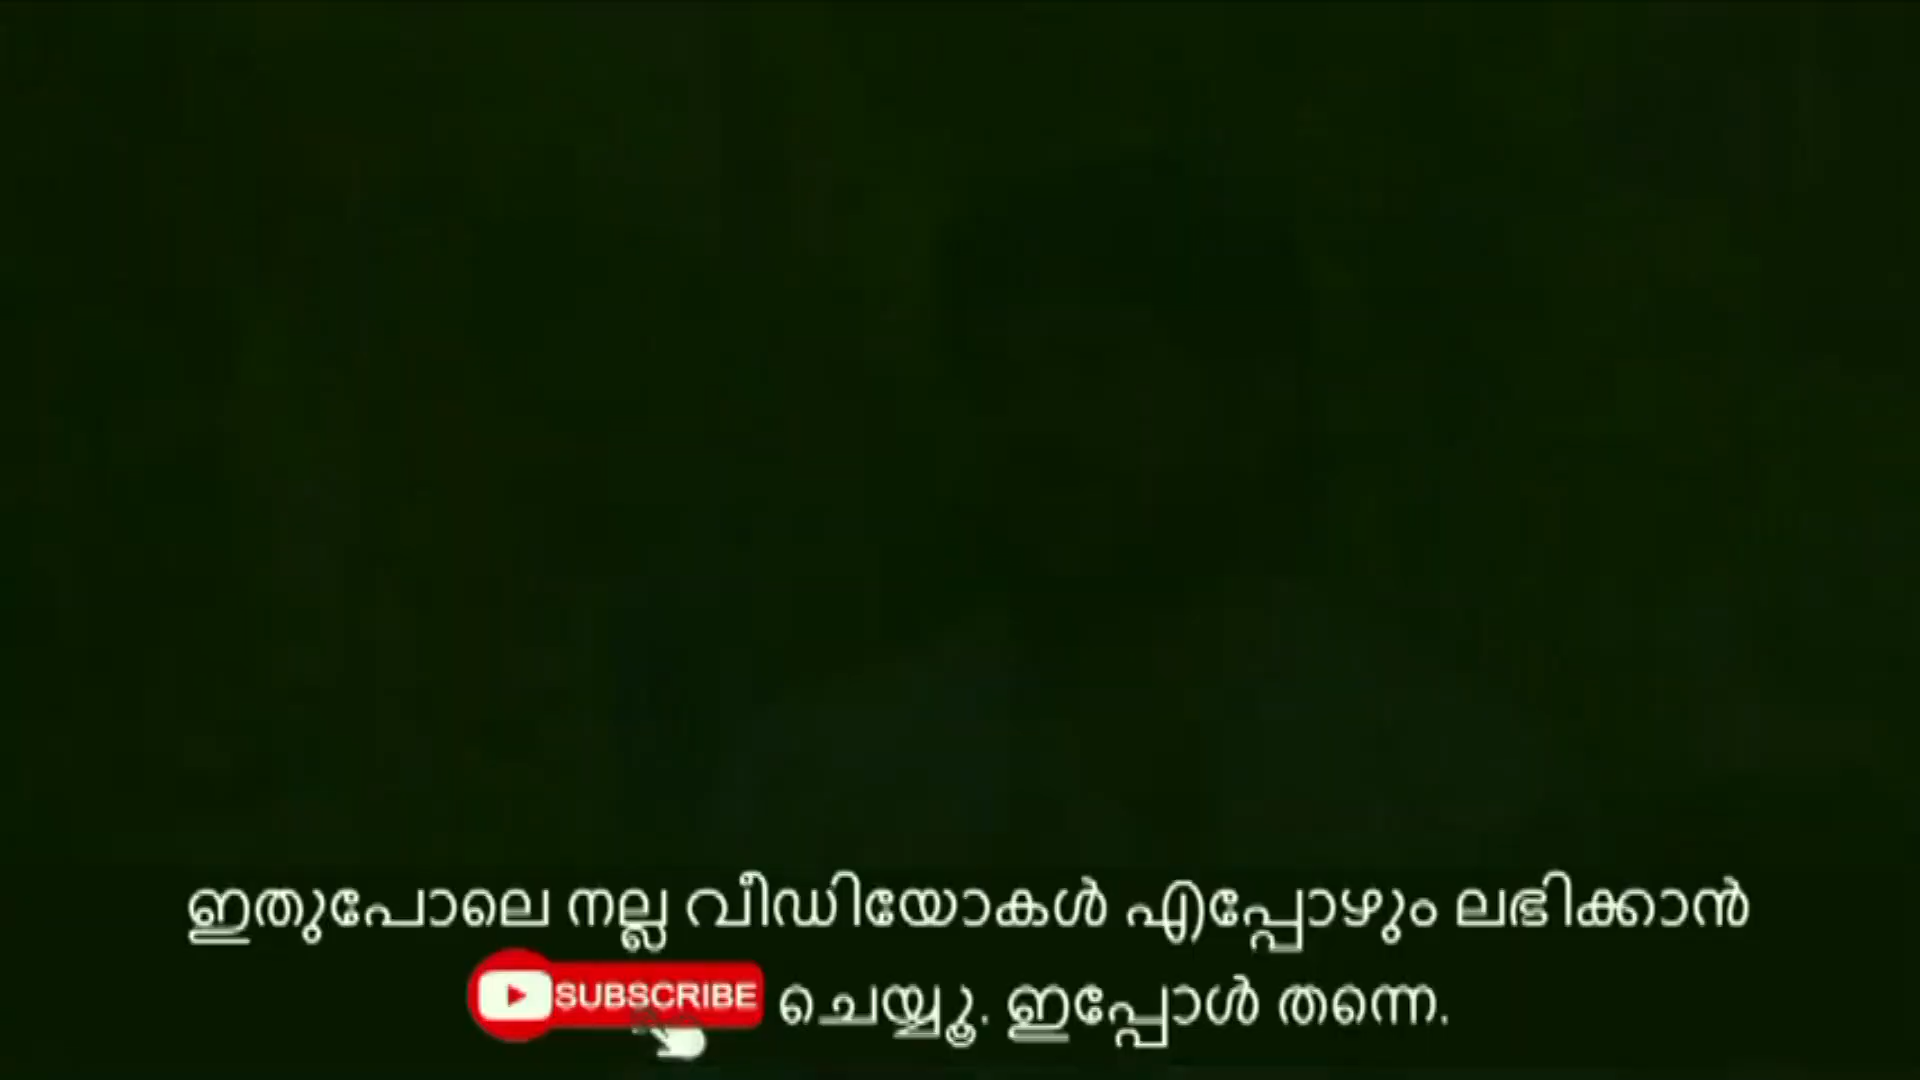 ഇതുപോലെ നല്ല വീഡിയോകൾ എപ്പോഴും ലഭിക്കാൻ
SUBSCRIBE ചെയ്യൂ. ഇപ്പോൾ തന്നെ.